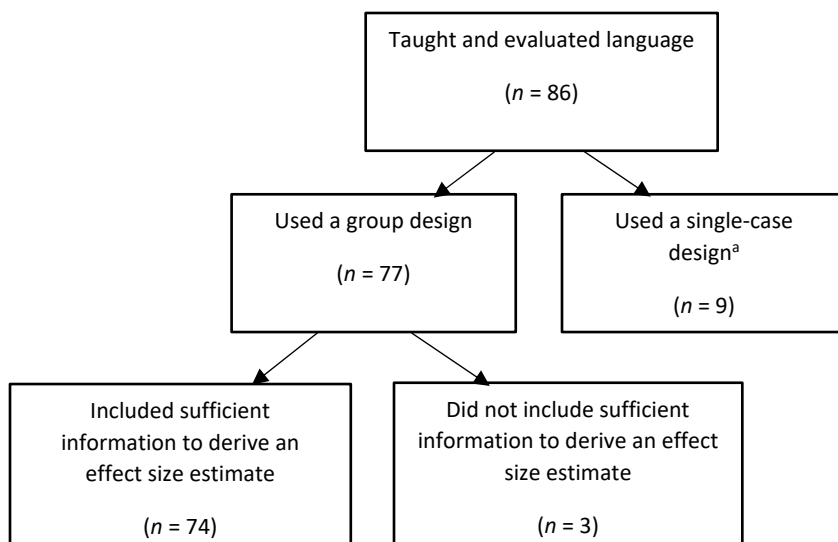 Taught and evaluated language
(n = 86)
Used a group design
(n = 77)
Used a single-case
designᵃ
(n = 9)
Included sufficient
information to derive an
effect size estimate
(n = 74)
Did not include sufficient
information to derive an effect
size estimate
(n = 3)